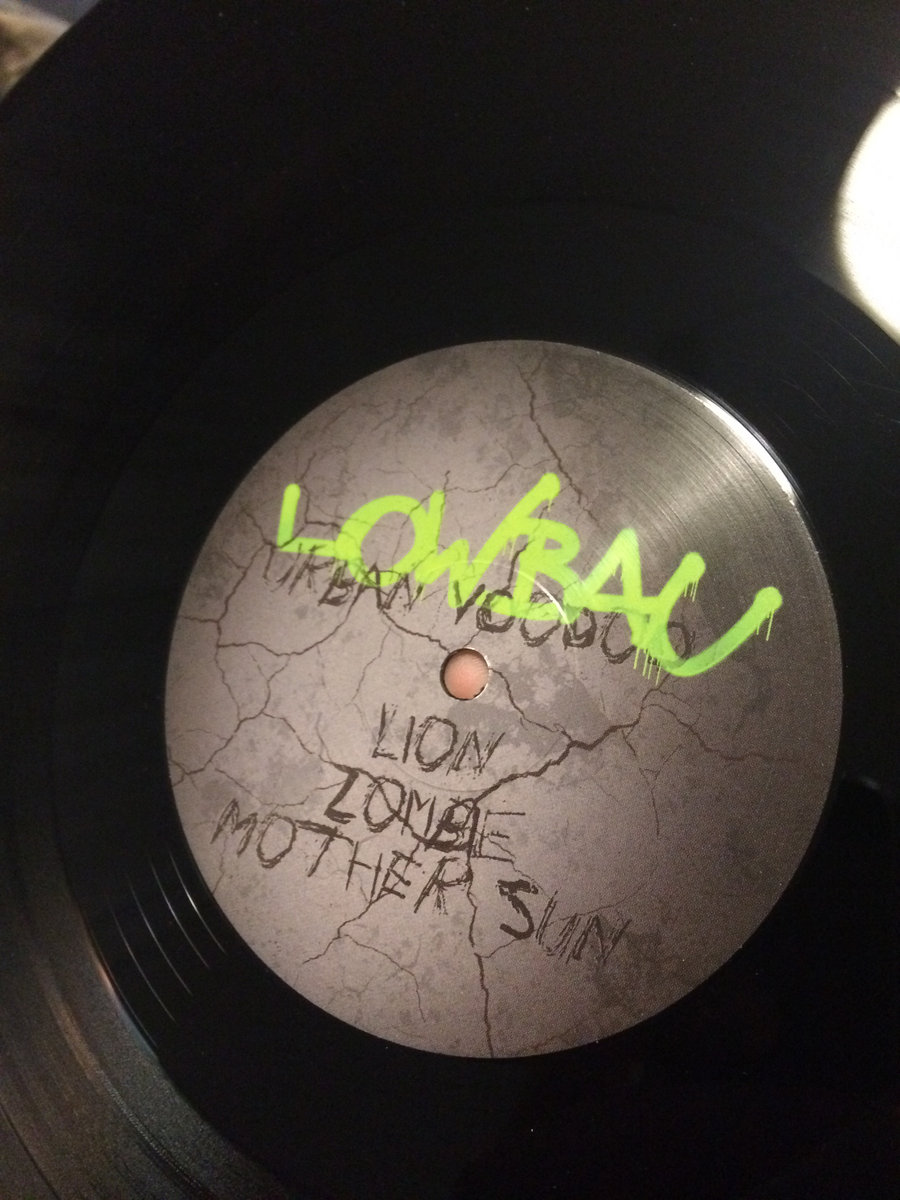 LOWBAU
URBAN VOODOO
LION
ZOMBIE
MOTHER SUN